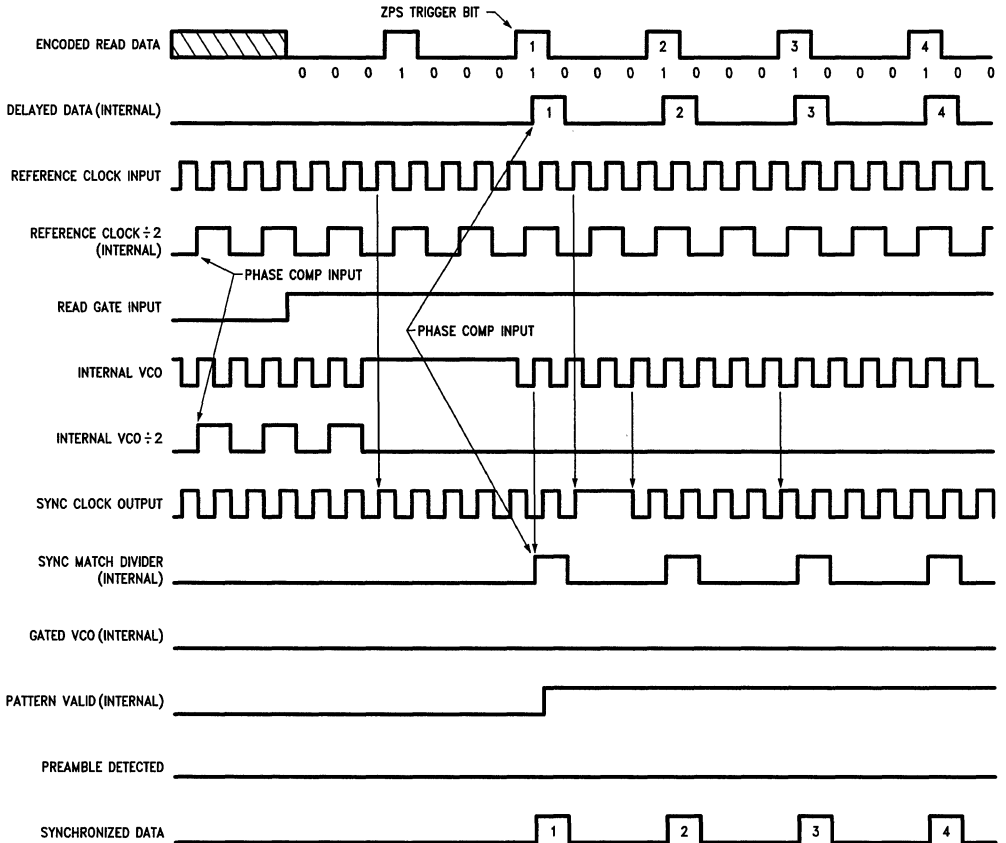 ZPS TRIGGER BIT
ENCODED READ DATA
1 2 3 4
0 0 0 1 0 0 0 1 0 0 0 1 0 0 0 1 0 0 0 1 0 0
DELAYED DATA (INTERNAL)
1 2 3 4
REFERENCE CLOCK INPUT
REFERENCE CLOCK ÷ 2
(INTERNAL)
PHASE COMP INPUT
READ GATE INPUT
PHASE COMP INPUT
INTERNAL VCO
INTERNAL VCO ÷ 2
SYNC CLOCK OUTPUT
SYNC MATCH DIVIDER
(INTERNAL)
GATED VCO (INTERNAL)
PATTERN VALID (INTERNAL)
PREAMBLE DETECTED
SYNCHRONIZED DATA
1 2 3 4